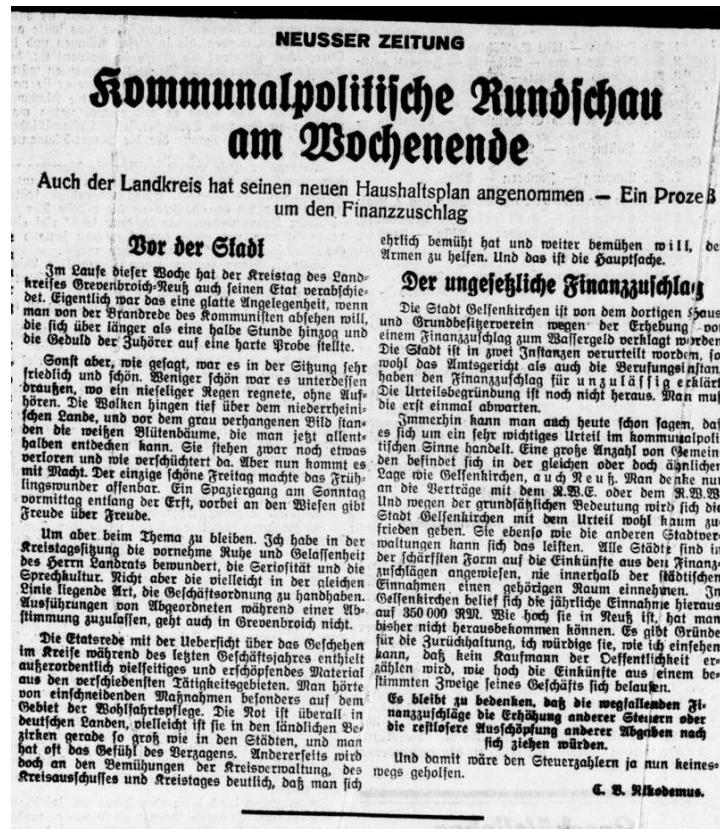 NEUSSER ZEITUNG
Kommunalpolitische Rundschau
am Wochenende
Auch der Landkreis hat seinen neuen Haushaltsplan angenommen — Ein Prozeß
um den Finanzzuschlag
Vor der Stadt
Im Laufe dieser Woche hat der Kreistag des Land-
kreises Grevenbroich-Neuß auch seinen Etat verabschie-
det. Eigentlich war das eine glatte Angelegenheit, wenn
man von der Brandrede des Kommunisten absehen will,
die sich über länger als eine halbe Stunde hinzog und
die Geduld der Zuhörer auf eine harte Probe stellte.
Sonst aber, wie gesagt, war es in der Sitzung sehr
friedlich und schön. Weniger schön war es unterdessen
draußen, wo ein nieseliger Regen regnete, ohne Auf-
hören. Die Wolken hingen tief über dem niederrheini-
schen Lande, und vor dem grau verhangenen Bild stan-
den die weißen Blütenbäume, die man jetzt allent-
halben entdecken kann. Sie stehen zwar noch etwas
verloren und wie verschüchtert da. Aber nun kommt es
mit Macht. Der einzige schöne Freitag machte das Früh-
lingswunder offenbar. Ein Spaziergang am Sonntag
vormittag entlang der Erft, vorbei an den Wiesen gibt
Freude über Freude.
Um aber beim Thema zu bleiben. Ich habe in der
Kreistagssitzung die vornehme Ruhe und Gelassenheit
des Herrn Landrats bewundert, die Seriosität und die
Sprechkultur. Nicht aber die vielleicht in der gleichen
Linie liegende Art, die Geschäftsordnung zu handhaben.
Ausführungen von Abgeordneten während einer Ab-
stimmung zuzulassen, geht auch in Grevenbroich nicht.
Die Etatsrede mit der Uebersicht über das Geschehen
im Kreise während des letzten Geschäftsjahres enthielt
außerordentlich vielseitiges und erschöpfendes Material
aus den verschiedensten Tätigkeitsgebieten. Man hörte
von einschneidenden Maßnahmen besonders auf dem
Gebiet der Wohlfahrtspflege. Die Not ist überall in
deutschen Landen, vielleicht ist sie in den ländlichen Be-
zirken gerade so groß wie in den Städten, und man
hat oft das Gefühl des Verzagens. Andererseits wird
doch an den Bemühungen der Kreisverwaltung, des
Kreisausschusses und Kreistages deutlich, daß man sich
ehrlich bemüht hat und weiter bemühen will, de
Armen zu helfen. Und das ist die Hauptsache.
Der ungesetzliche Finanzzuschlag
Die Stadt Gelsenkirchen ist von dem dortigen Haus
und Grundbesitzerverein wegen der Erhebung von
einem Finanzzuschlag zum Wassergeld verklagt worden.
Die Stadt ist in zwei Instanzen verurteilt worden, so
wohl das Amtsgericht als auch die Berufungsinstan
haben den Finanzzuschlag für unzulässig erklärt
Die Urteilsbegründung ist noch nicht heraus. Man muß
die erst einmal abwarten.
Immerhin kann man auch heute schon sagen, daß
es sich um ein sehr wichtiges Urteil im kommunalpoli
tischen Sinne handelt. Eine große Anzahl von Gemein
den befindet sich in der gleichen oder doch ähnlichen
Lage wie Gelsenkirchen, auch Neuß. Man denke nur
an die Verträge mit dem R.W.E. oder dem R.W.W.
Und wegen der grundsätzlichen Bedeutung wird sich die
Stadt Gelsenkirchen mit dem Urteil wohl kaum zu
frieden geben. Sie ebenso wie die anderen Stadtver
waltungen kann sich das leisten. Alle Städte sind in
der schärfsten Form auf die Einkünfte aus den Finanz
zuschlägen angewiesen, nie innerhalb der städtischen
Einnahmen einen gehörigen Raum einnehmen. In
Gelsenkirchen belief sich die jährliche Einnahme hieraus
auf 350 000 RM. Wie hoch sie in Neuß ist, hat man
bisher nicht herausbekommen können. Es gibt Gründe
für die Zurückhaltung, ich würdige sie, wie ich einsehen
kann, daß kein Kaufmann der Oeffentlichkeit er-
zählen wird, wie hoch die Einkünfte aus einem be-
stimmten Zweige seines Geschäfts sich belaufen.
Es bleibt zu bedenken, daß die wegfallenden Fi-
nanzzuschläge die Erhöhung anderer Steuern oder
die restlosere Ausschöpfung anderer Abgaben nach
sich ziehen würden.
Und damit wäre den Steuerzahlern ja nun keines-
wegs geholfen.
C. B. Nikodemus.